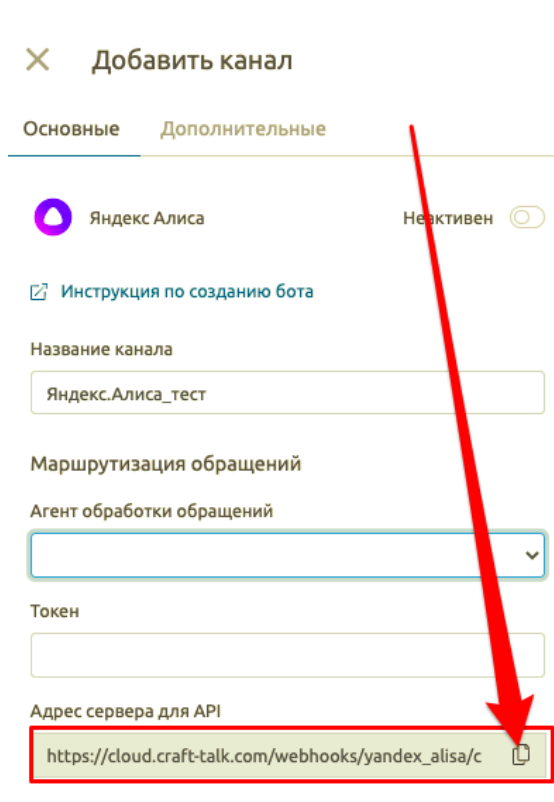 Добавить канал
Основные Дополнительные
Яндекс Алиса Неактивен
Инструкция по созданию бота
Название канала
Яндекс.Алиса_тест
Маршрутизация обращений
Агент обработки обращений
Токен
Адрес сервера для API
https://cloud.craft-talk.com/webhooks/yandex_alisa/c